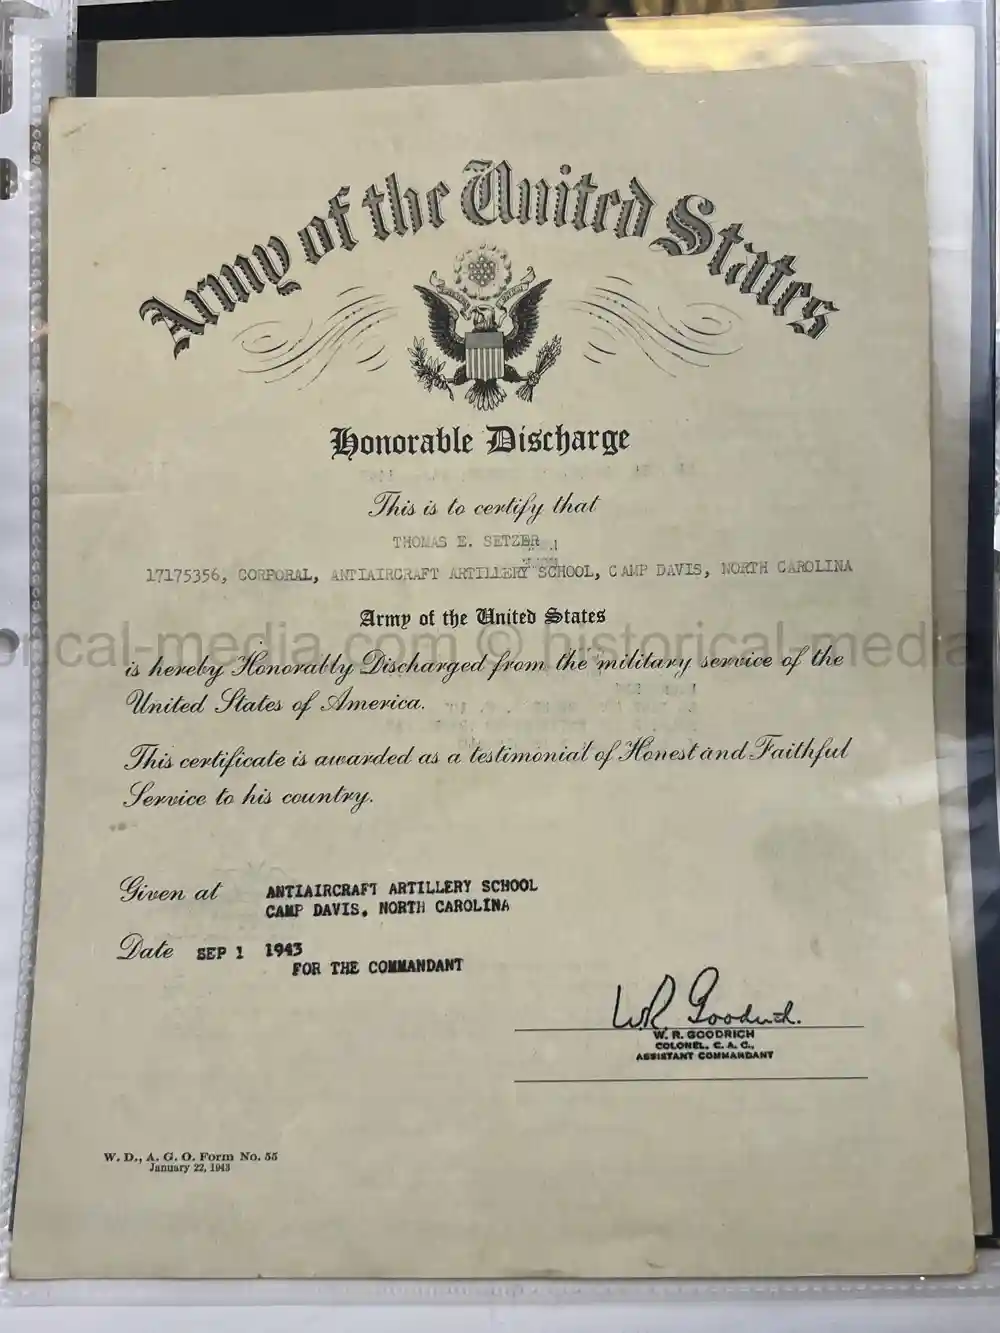 Army of the United States
Honorable Discharge
This is to certify that
THOMAS E. SETZER
17175356, CORPORAL, ANTIAIRCRAFT ARTILLERY SCHOOL, CAMP DAVIS, NORTH CAROLINA
Army of the United States
orical-media.com © historical-media
is hereby Honorably Discharged from the military service of the
United States of America.
This certificate is awarded as a testimonial of Honest and Faithful
Service to his country.
Given at ANTIAIRCRAFT ARTILLERY SCHOOL
CAMP DAVIS, NORTH CAROLINA
Date SEP 1 1943
FOR THE COMMANDANT
WR Goodrich.
W. R. GOODRICH
COLONEL, C. A. C.,
ASSISTANT COMMANDANT
W. D., A. G. O. Form No. 55
January 22, 1943